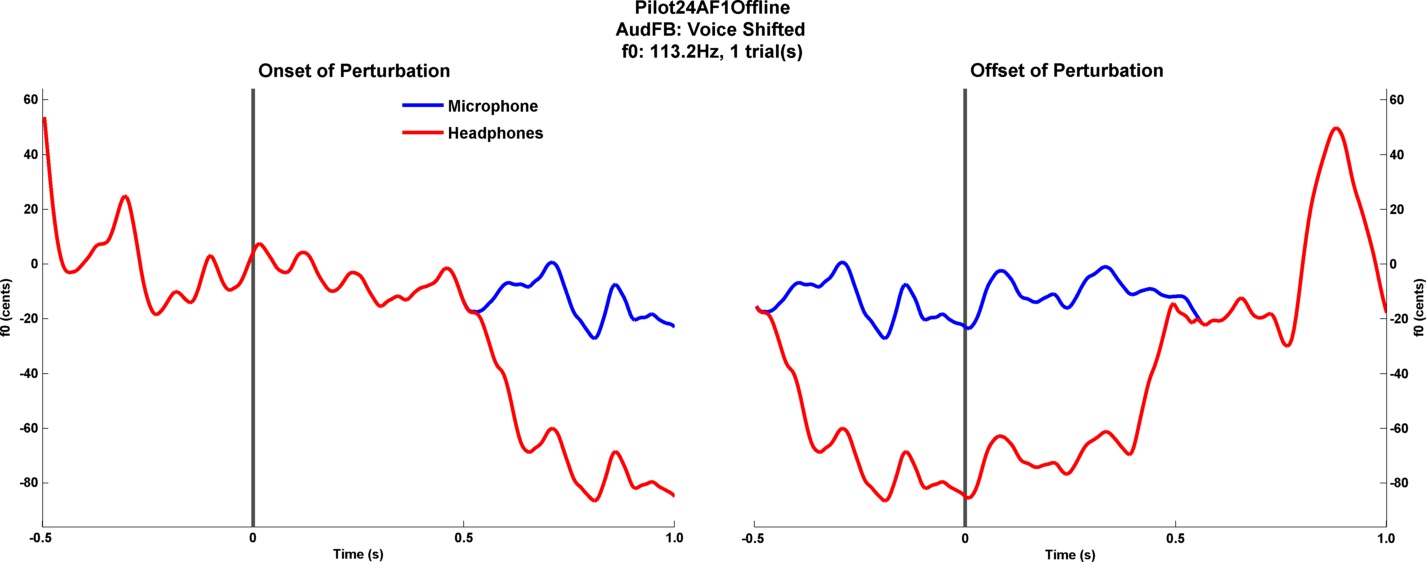 Pilot24AF1Offline
AudFB: Voice Shifted
f0: 113.2Hz, 1 trial(s)
Onset of Perturbation
Offset of Perturbation
Microphone
Headphones
60
40
20
0
-20
-40
-60
-80
f0 (cents)
-0.5
0
0.5
1.0
Time (s)
60
40
20
0
-20
-40
-60
-80
f0 (cents)
-0.5
0
0.5
1.0
Time (s)